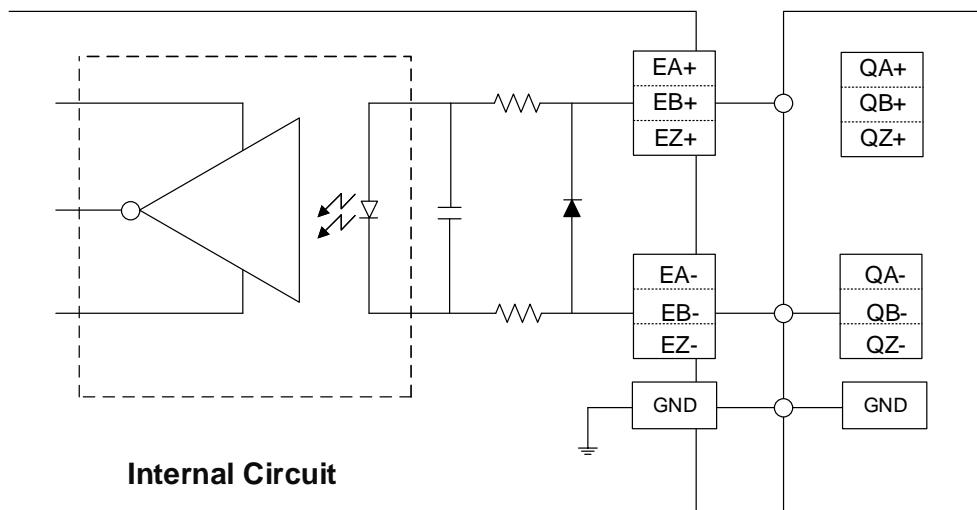 EA+
EB+
EZ+
QA+
QB+
QZ+
EA-
EB-
EZ-
QA-
QB-
QZ-
GND
GND
Internal Circuit